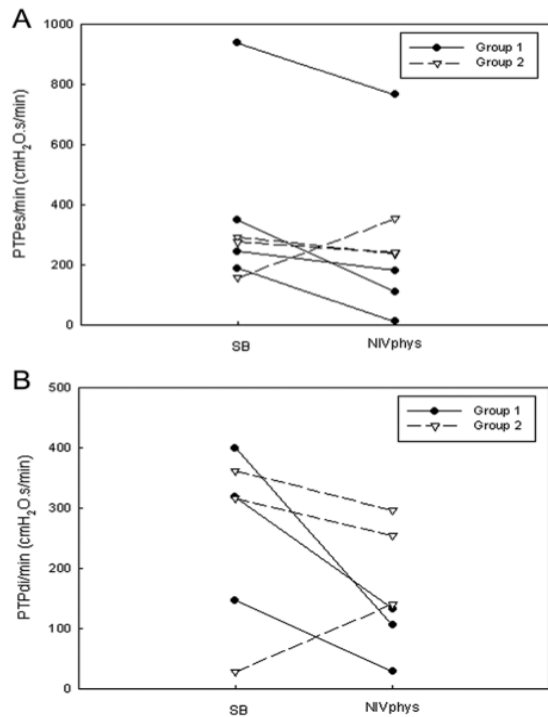 A
PTPes/min (cmH₂O.s/min)
1000
800
600
400
200
0
Group 1
Group 2
SB
NIVphys
B
PTPdi/min (cmH₂O.s/min)
500
400
300
200
100
0
Group 1
Group 2
SB
NIVphys